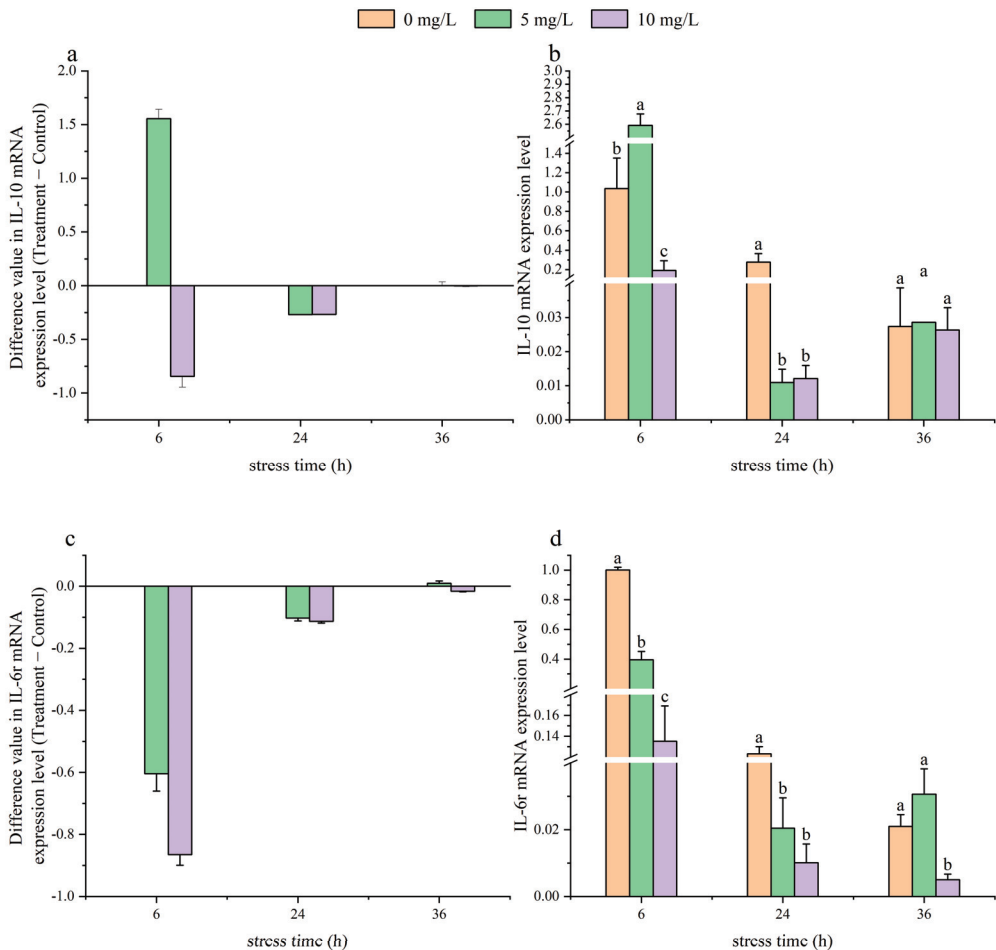 0 mg/L 5 mg/L 10 mg/L
a
Difference value in IL-10 mRNA
expression level (Treatment – Control)
2.0
1.5
1.0
0.5
0.0
-0.5
-1.0
6 24 36
stress time (h)
b
IL-10 mRNA expression level
3.0
2.9
2.8
2.7
2.6
2.5
1.4
1.2
1.0
0.8
0.6
0.4
0.2
0.03
0.02
0.01
0.00
b a c
a b b
a a a
6 24 36
stress time (h)
c
Difference value in IL-6r mRNA
expression level (Treatment – Control)
0.0
-0.2
-0.4
-0.6
-0.8
-1.0
6 24 36
stress time (h)
d
IL-6r mRNA expression level
1.0
0.8
0.6
0.4
0.16
0.14
0.02
0.00
a b c
a b b
a a b
6 24 36
stress time (h)